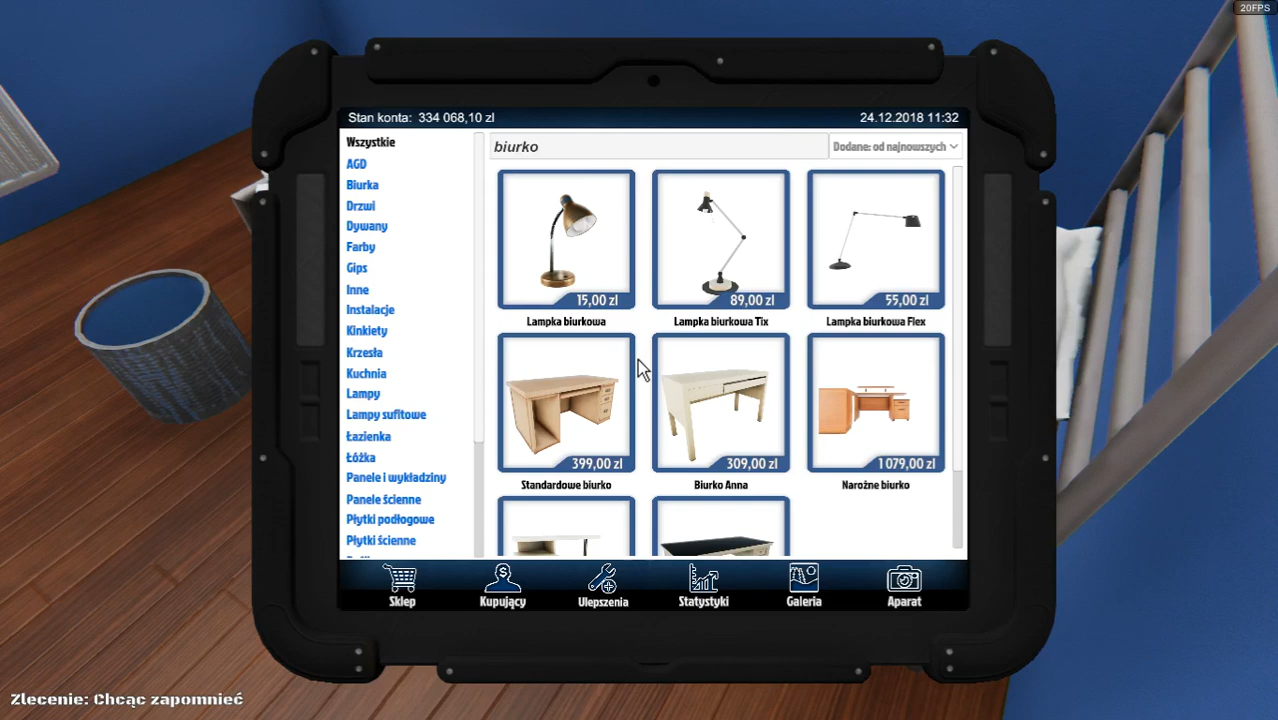 20FPS
Stan konta: 334 068,10 zl
24.12.2018 11:32
Wszystkie
AGD
Biurka
Drzwi
Dywany
Farby
Gips
Inne
Instalacje
Kinkiety
Krzesła
Kuchnia
Lampy
Lampy sufitowe
Łazienka
Łóżka
Panele i wykładziny
Panele ścienne
Płytki podłogowe
Płytki ścienne
biurko
Dodane: od najnowszych
15,00 zl
89,00 zl
55,00 zl
Lampka biurkowa
Lampka biurkowa Tix
Lampka biurkowa Flex
399,00 zl
309,00 zl
1 079,00 zl
Standardowe biurko
Biurko Anna
Narożne biurko
Sklep
Kupujący
Ulepszenia
Statystyki
Galeria
Aparat
Zlecenie: Chcąc zapomnieć